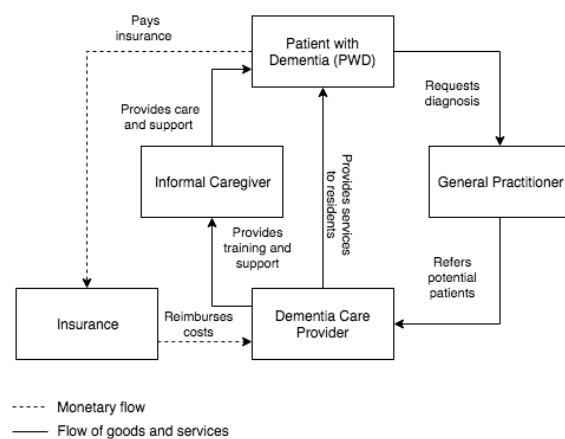 Pays
insurance
Patient with
Dementia (PWD)
Requests
diagnosis
Provides care
and support
Provides services
to residents
Informal Caregiver
General Practitioner
Provides
training and
support
Refers
potential
patients
Insurance
Reimburses
costs
Dementia Care
Provider
Monetary flow
Flow of goods and services